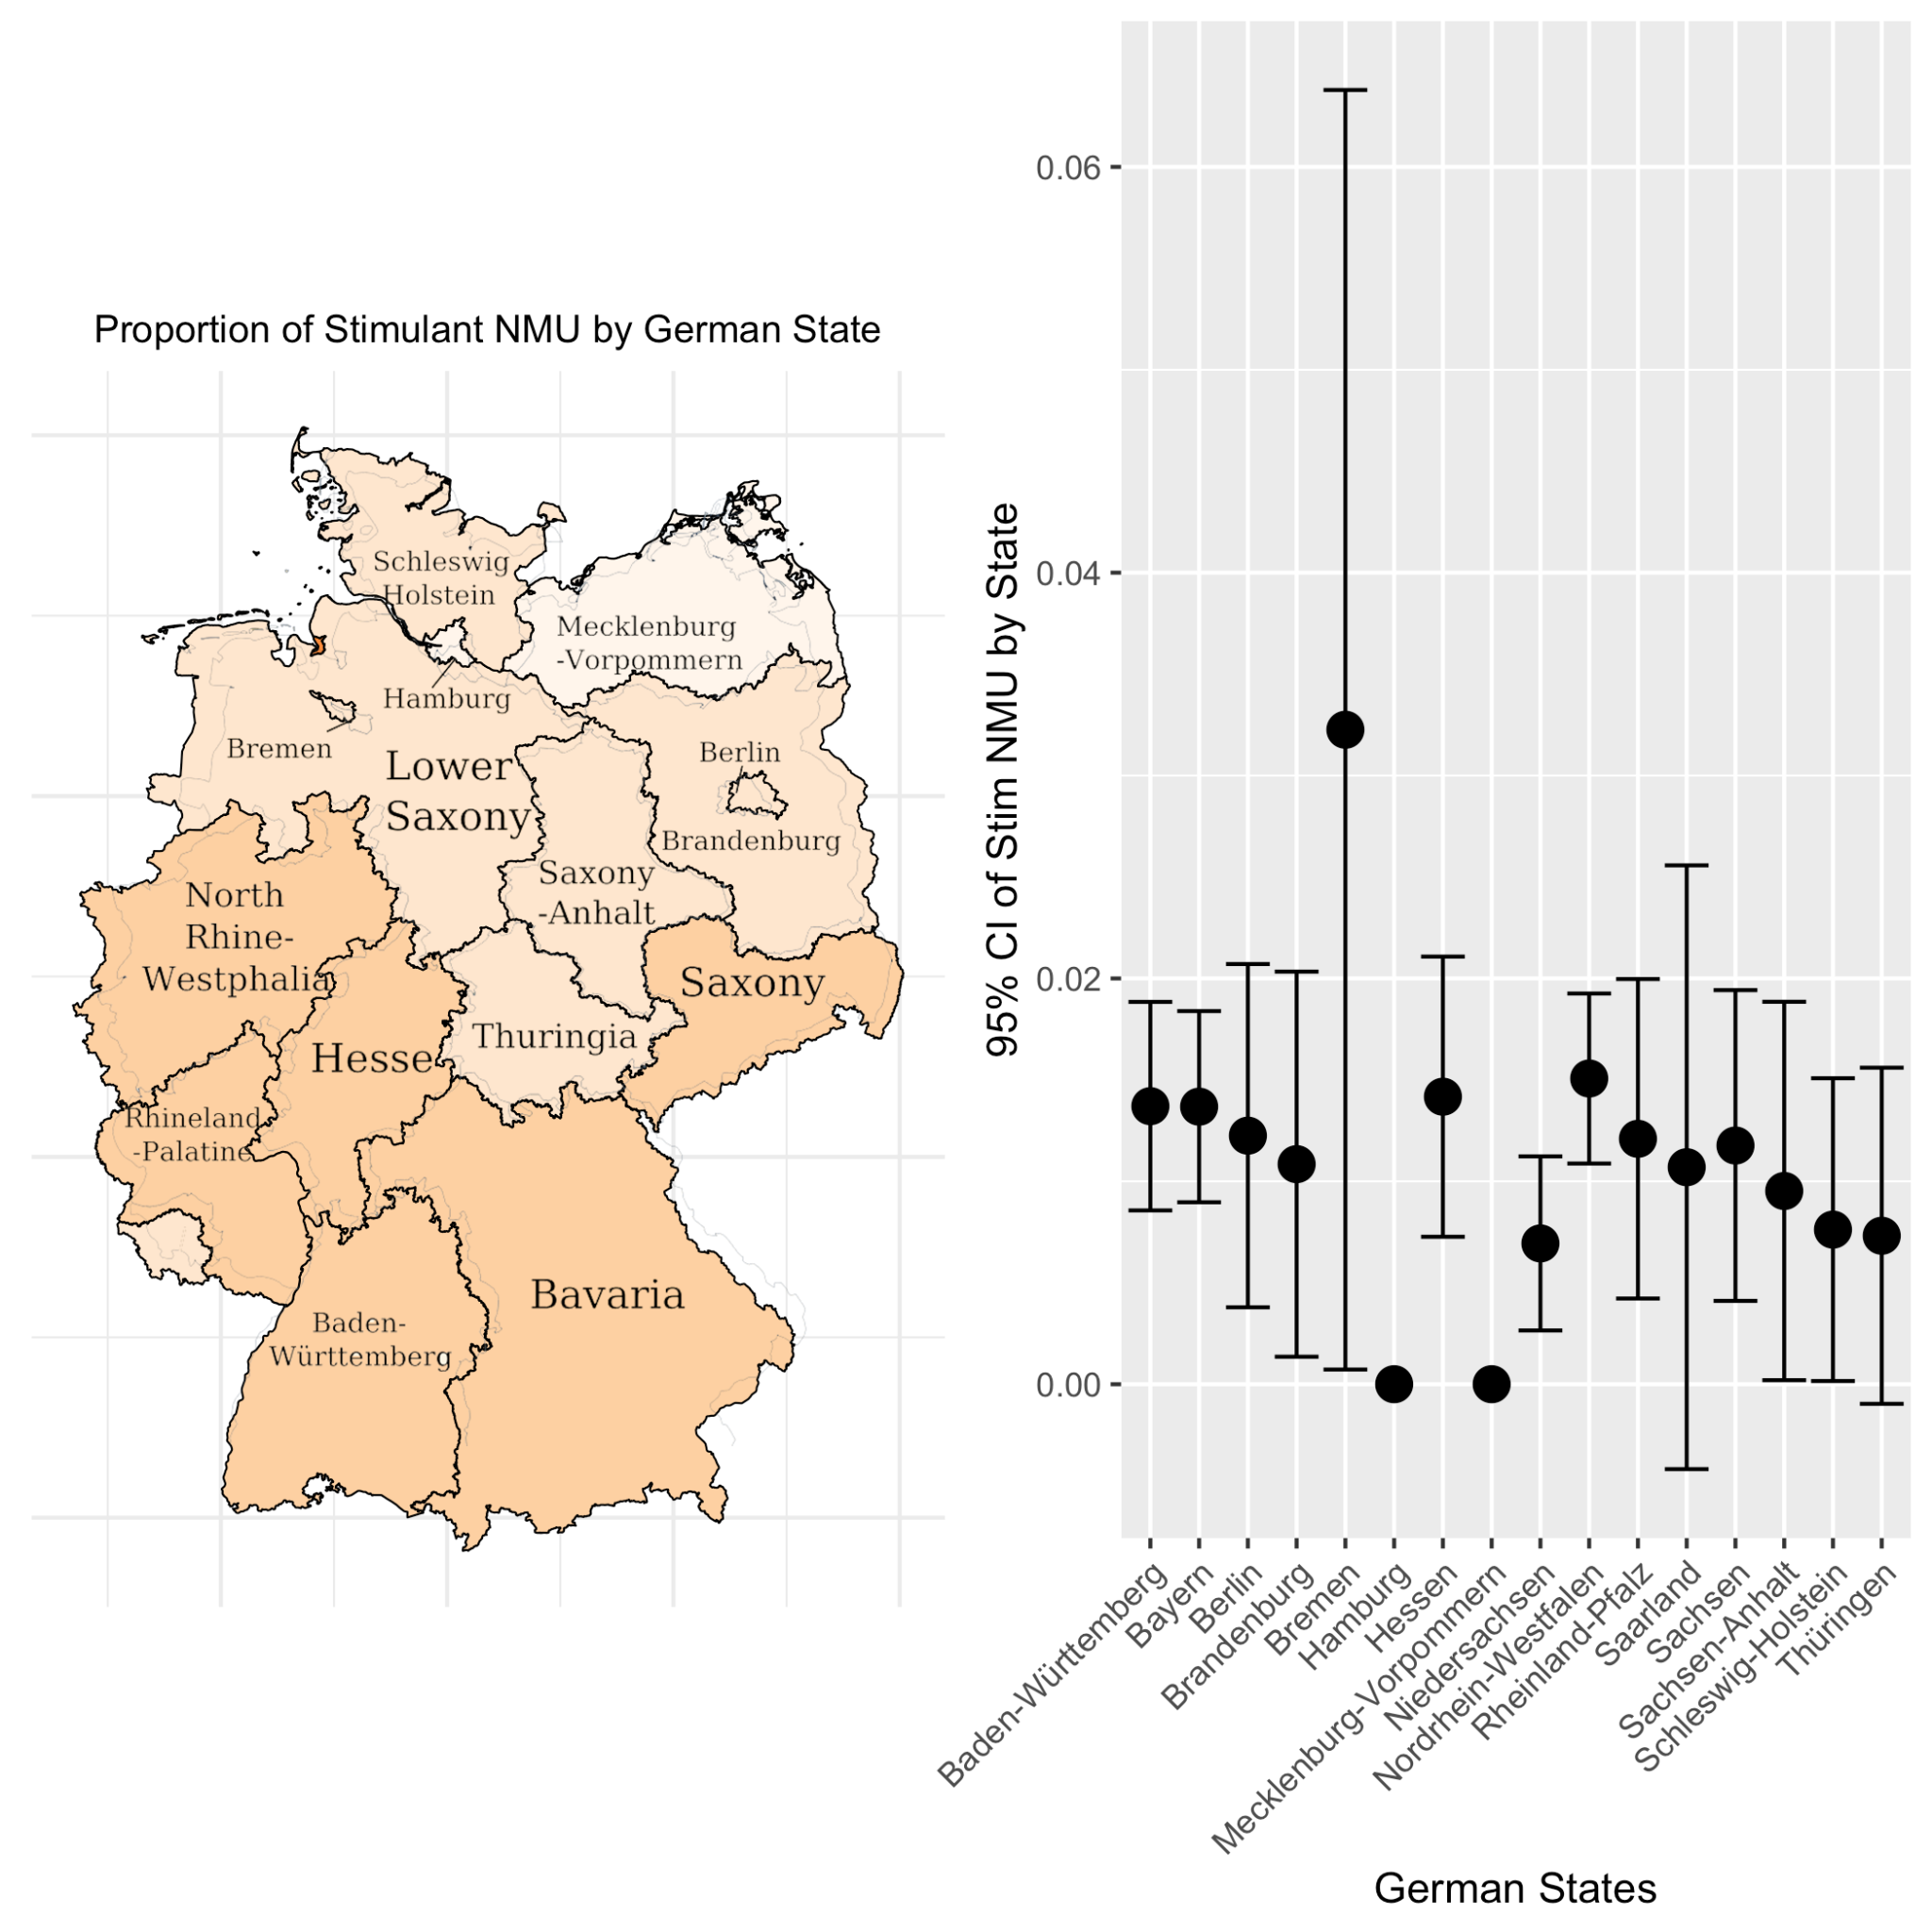 Proportion of Stimulant NMU by German State
Schleswig
Holstein
Mecklenburg
-Vorpommern
Hamburg
Bremen
Lower
Saxony
Berlin
Brandenburg
Saxony
-Anhalt
North
Rhine-
Westphalia
Saxony
Thuringia
Hesse
Rhineland
-Palatine
Bavaria
Baden-
Württemberg
95% CI of Stim NMU by State
0.06
0.04
0.02
0.00
Baden-Württemberg
Bayern
Berlin
Brandenburg
Bremen
Hamburg
Hessen
Mecklenburg-Vorpommern
Niedersachsen
Nordrhein-Westfalen
Rheinland-Pfalz
Saarland
Sachsen
Sachsen-Anhalt
Schleswig-Holstein
Thüringen
German States